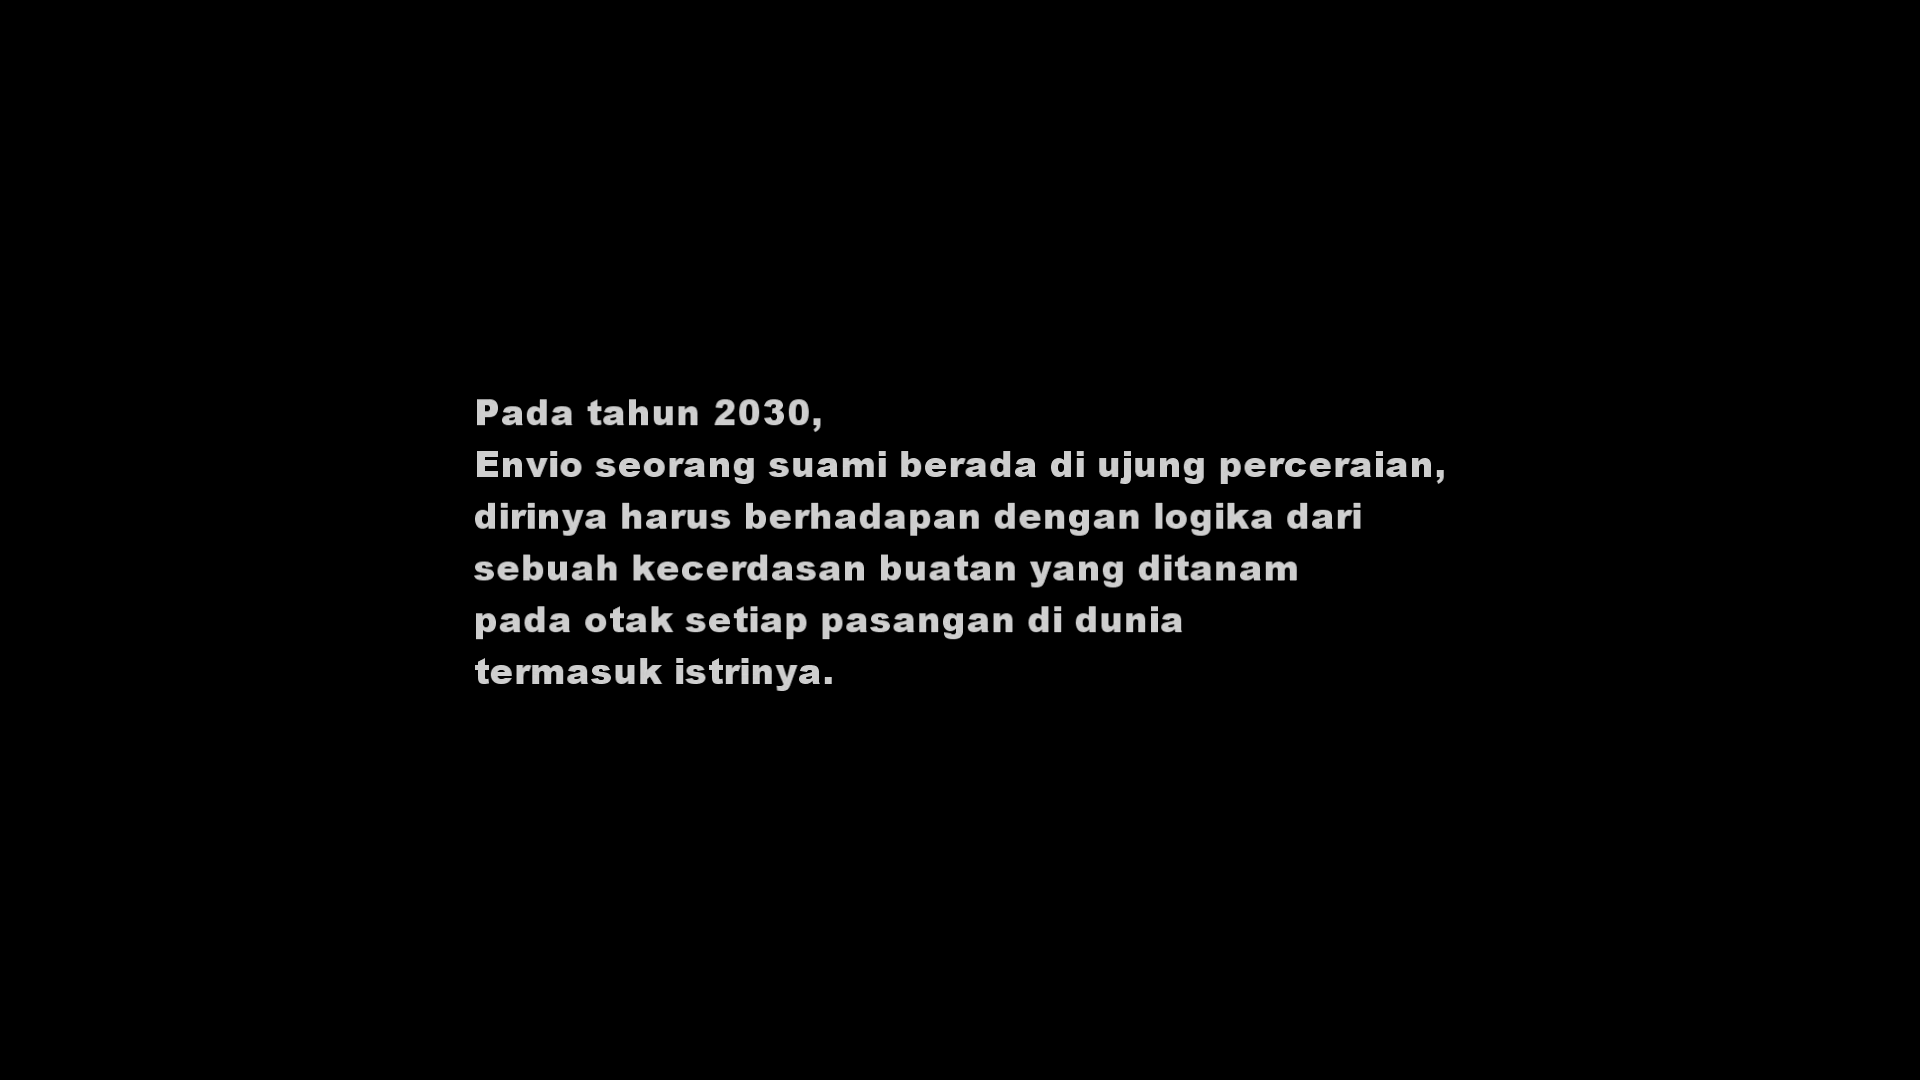 Pada tahun 2030,
Envio seorang suami berada di ujung perceraian,
dirinya harus berhadapan dengan logika dari
sebuah kecerdasan buatan yang ditanam
pada otak setiap pasangan di dunia
termasuk istrinya.